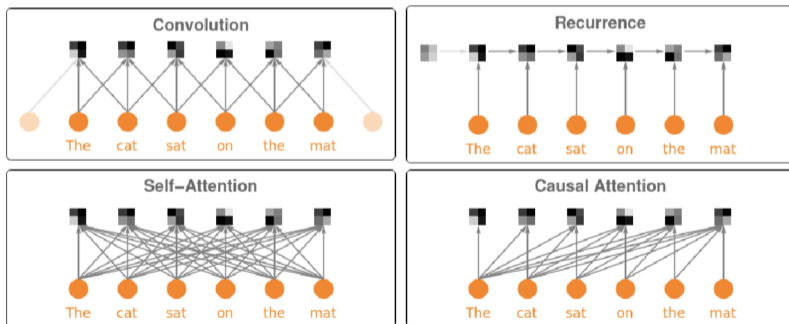 Convolution
The cat sat on the mat
Recurrence
The cat sat on the mat
Self-Attention
The cat sat on the mat
Causal Attention
The cat sat on the mat